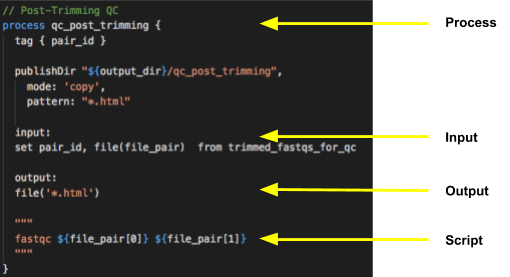 // Post-Trimming QC
process qc_post_trimming {
tag { pair_id }
publishDir "${output_dir}/qc_post_trimming",
mode: 'copy',
pattern: "*.html"
input:
set pair_id, file(file_pair) from trimmed_fastqs_for_qc
output:
file('*.html')
"""
fastqc ${file_pair[0]} ${file_pair[1]}
"""
}
Process
Input
Output
Script